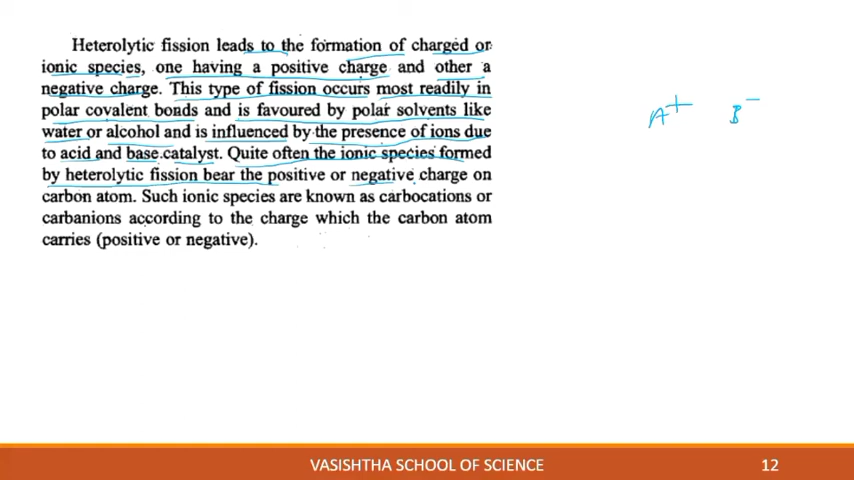 Heterolytic fission leads to the formation of charged or
ionic species, one having a positive charge and other a
negative charge. This type of fission occurs most readily in
polar covalent bonds and is favoured by polar solvents like
water or alcohol and is influenced by the presence of ions due
to acid and base catalyst. Quite often the ionic species formed
by heterolytic fission bear the positive or negative charge on
carbon atom. Such ionic species are known as carbocations or
carbanions according to the charge which the carbon atom
carries (positive or negative).
A+ B-
VASISHTHA SCHOOL OF SCIENCE 12